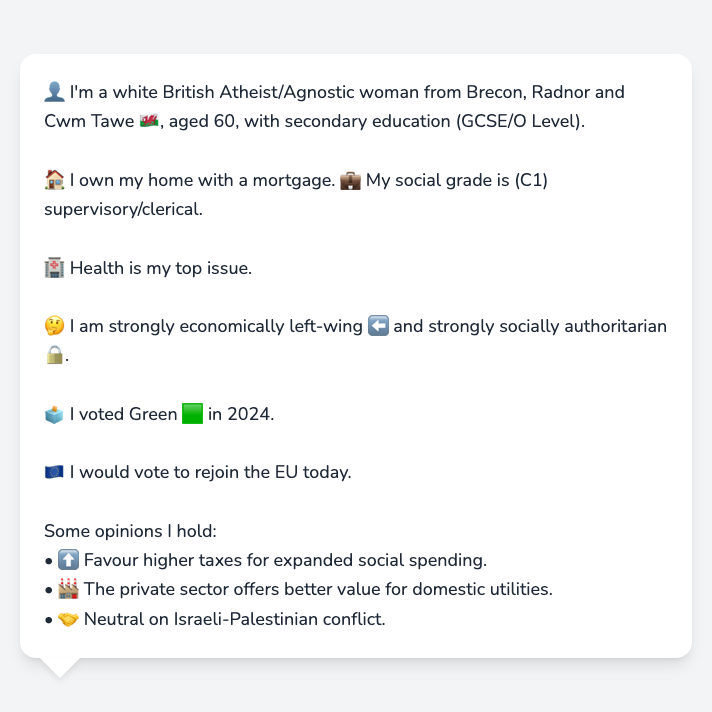 👤 I'm a white British Atheist/Agnostic woman from Brecon, Radnor and
Cwm Tawe 🏴󠁧󠁢󠁷󠁬󠁳󠁿, aged 60, with secondary education (GCSE/O Level).
🏠 I own my home with a mortgage. 💼 My social grade is (C1)
supervisory/clerical.
🏥 Health is my top issue.
🤔 I am strongly economically left-wing ⬅️ and strongly socially authoritarian
🔒.
🗳️ I voted Green 🟩 in 2024.
🇪🇺 I would vote to rejoin the EU today.
Some opinions I hold:
• ⬆️ Favour higher taxes for expanded social spending.
• 🏭 The private sector offers better value for domestic utilities.
• 🤝 Neutral on Israeli-Palestinian conflict.